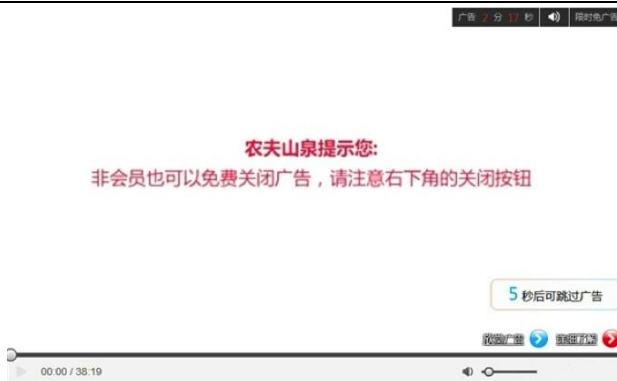 广告 2 分 17 秒 限时免广告
农夫山泉提示您:
非会员也可以免费关闭广告，请注意右下角的关闭按钮
5 秒后可跳过广告
00:00 / 38:19